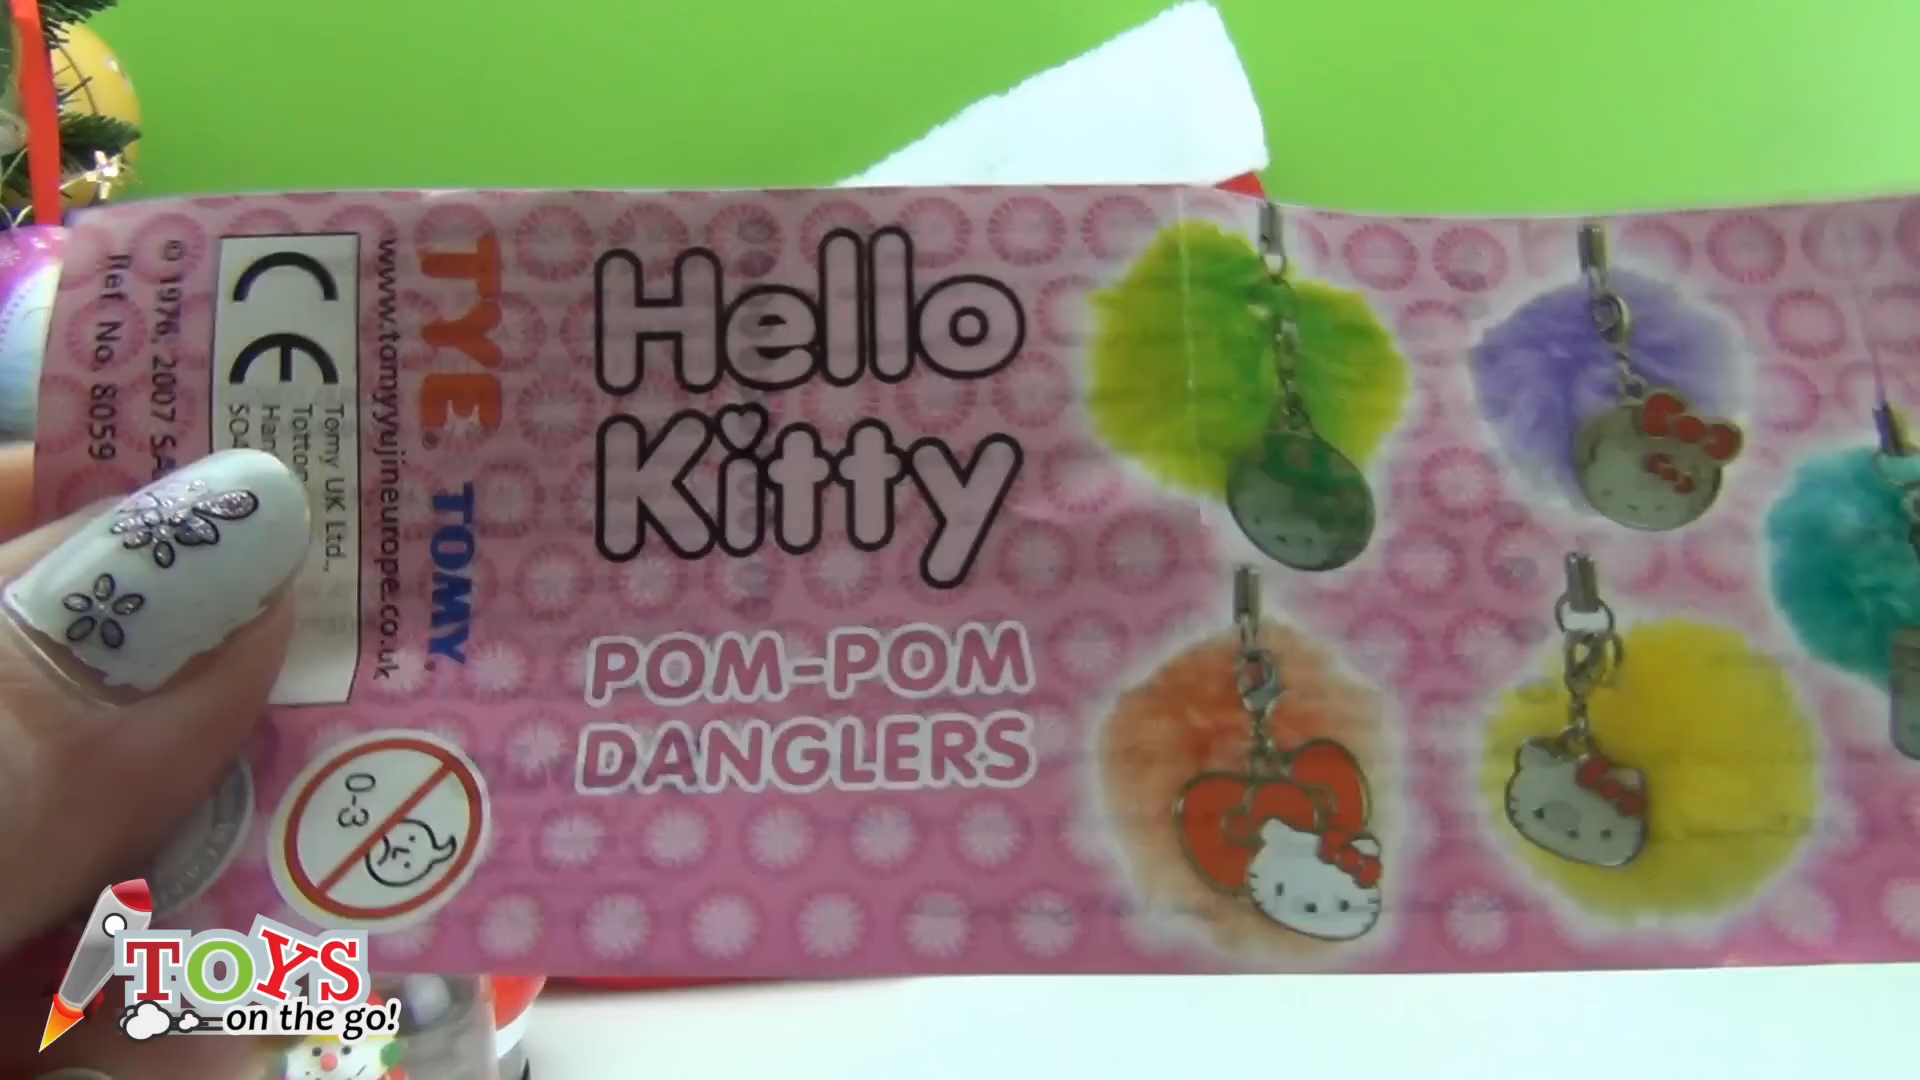 Hello
Kitty
POM-POM
DANGLERS
TYE TOMY
www.tomyyujineurope.co.uk
CE
Tomy UK Ltd.,
© 1976, 2007
Ref. No. 8059
0-3
TOYS
on the go!